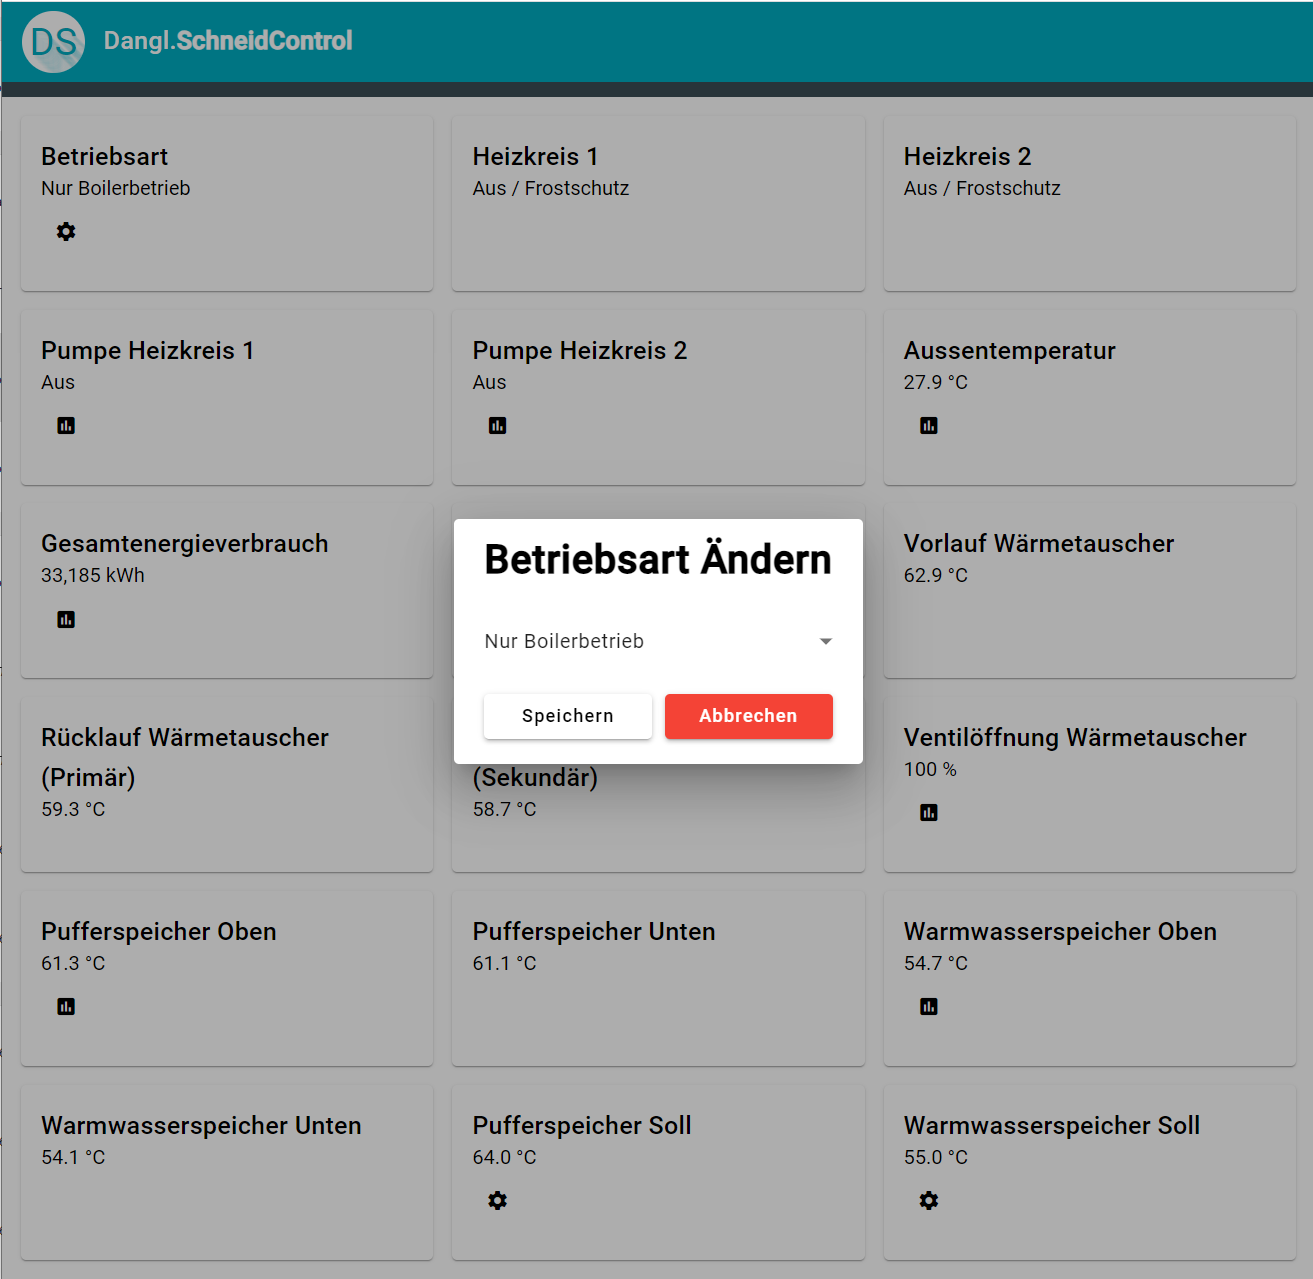 DS Dangl.SchneidControl
Betriebsart
Nur Boilerbetrieb
Heizkreis 1
Aus / Frostschutz
Heizkreis 2
Aus / Frostschutz
Pumpe Heizkreis 1
Aus
Pumpe Heizkreis 2
Aus
Aussentemperatur
27.9 °C
Gesamtenergieverbrauch
33,185 kWh
Vorlauf Wärmetauscher
62.9 °C
Betriebsart Ändern
Nur Boilerbetrieb
Speichern
Abbrechen
Rücklauf Wärmetauscher
(Primär)
59.3 °C
(Sekundär)
58.7 °C
Ventilöffnung Wärmetauscher
100 %
Pufferspeicher Oben
61.3 °C
Pufferspeicher Unten
61.1 °C
Warmwasserspeicher Oben
54.7 °C
Warmwasserspeicher Unten
54.1 °C
Pufferspeicher Soll
64.0 °C
Warmwasserspeicher Soll
55.0 °C